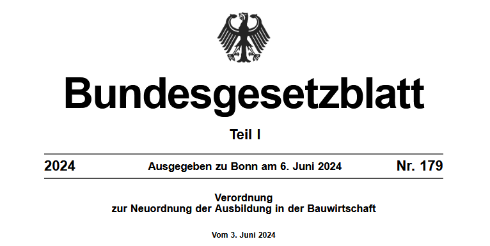 Bundesgesetzblatt
Teil I
2024 Ausgegeben zu Bonn am 6. Juni 2024 Nr. 179
Verordnung
zur Neuordnung der Ausbildung in der Bauwirtschaft
Vom 3. Juni 2024